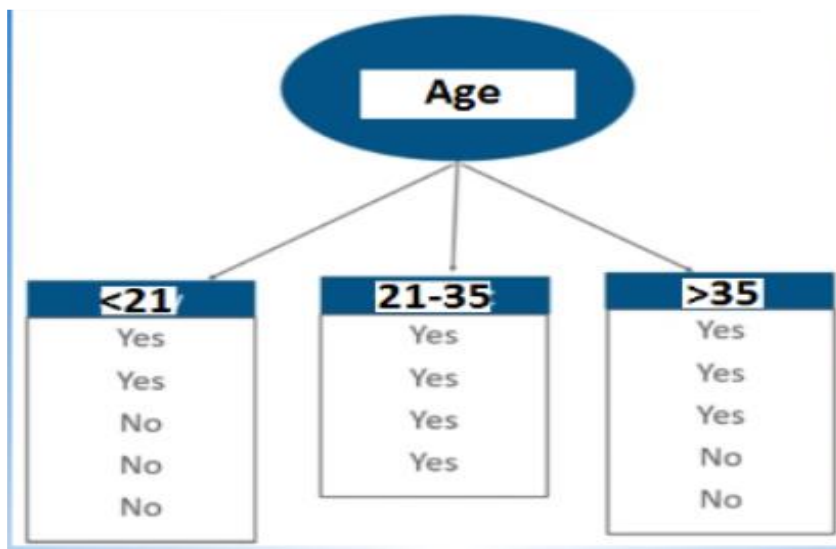 Age
<21
Yes
Yes
No
No
No
21-35
Yes
Yes
Yes
Yes
>35
Yes
Yes
Yes
No
No